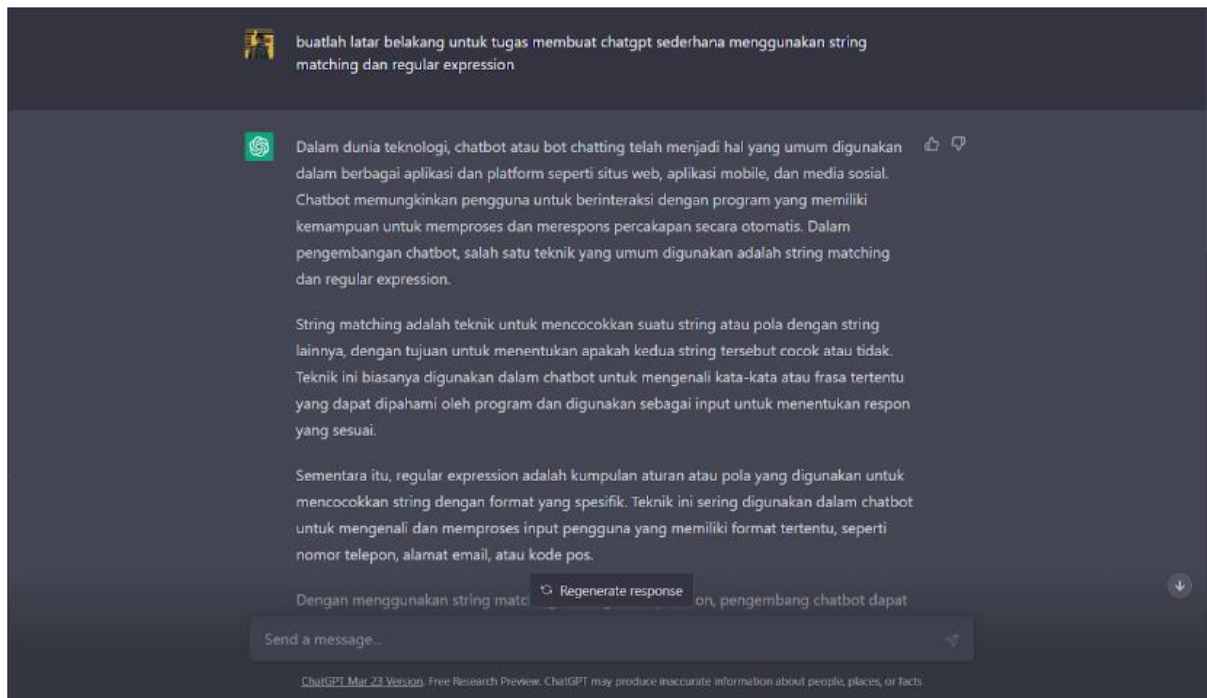 buatlah latar belakang untuk tugas membuat chatgpt sederhana menggunakan string
matching dan regular expression
Dalam dunia teknologi, chatbot atau bot chatting telah menjadi hal yang umum digunakan
dalam berbagai aplikasi dan platform seperti situs web, aplikasi mobile, dan media sosial.
Chatbot memungkinkan pengguna untuk berinteraksi dengan program yang memiliki
kemampuan untuk memproses dan merespons percakapan secara otomatis. Dalam
pengembangan chatbot, salah satu teknik yang umum digunakan adalah string matching
dan regular expression.
String matching adalah teknik untuk mencocokkan suatu string atau pola dengan string
lainnya, dengan tujuan untuk menentukan apakah kedua string tersebut cocok atau tidak.
Teknik ini biasanya digunakan dalam chatbot untuk mengenali kata-kata atau frasa tertentu
yang dapat dipahami oleh program dan digunakan sebagai input untuk menentukan respon
yang sesuai.
Sementara itu, regular expression adalah kumpulan aturan atau pola yang digunakan untuk
mencocokkan string dengan format yang spesifik. Teknik ini sering digunakan dalam chatbot
untuk mengenali dan memproses input pengguna yang memiliki format tertentu, seperti
nomor telepon, alamat email, atau kode pos.
Dengan menggunakan string matc on, pengembang chatbot dapat
Regenerate response
Send a message...
ChatGPT Mar 23 Version. Free Research Preview. ChatGPT may produce inaccurate information about people, places, or facts